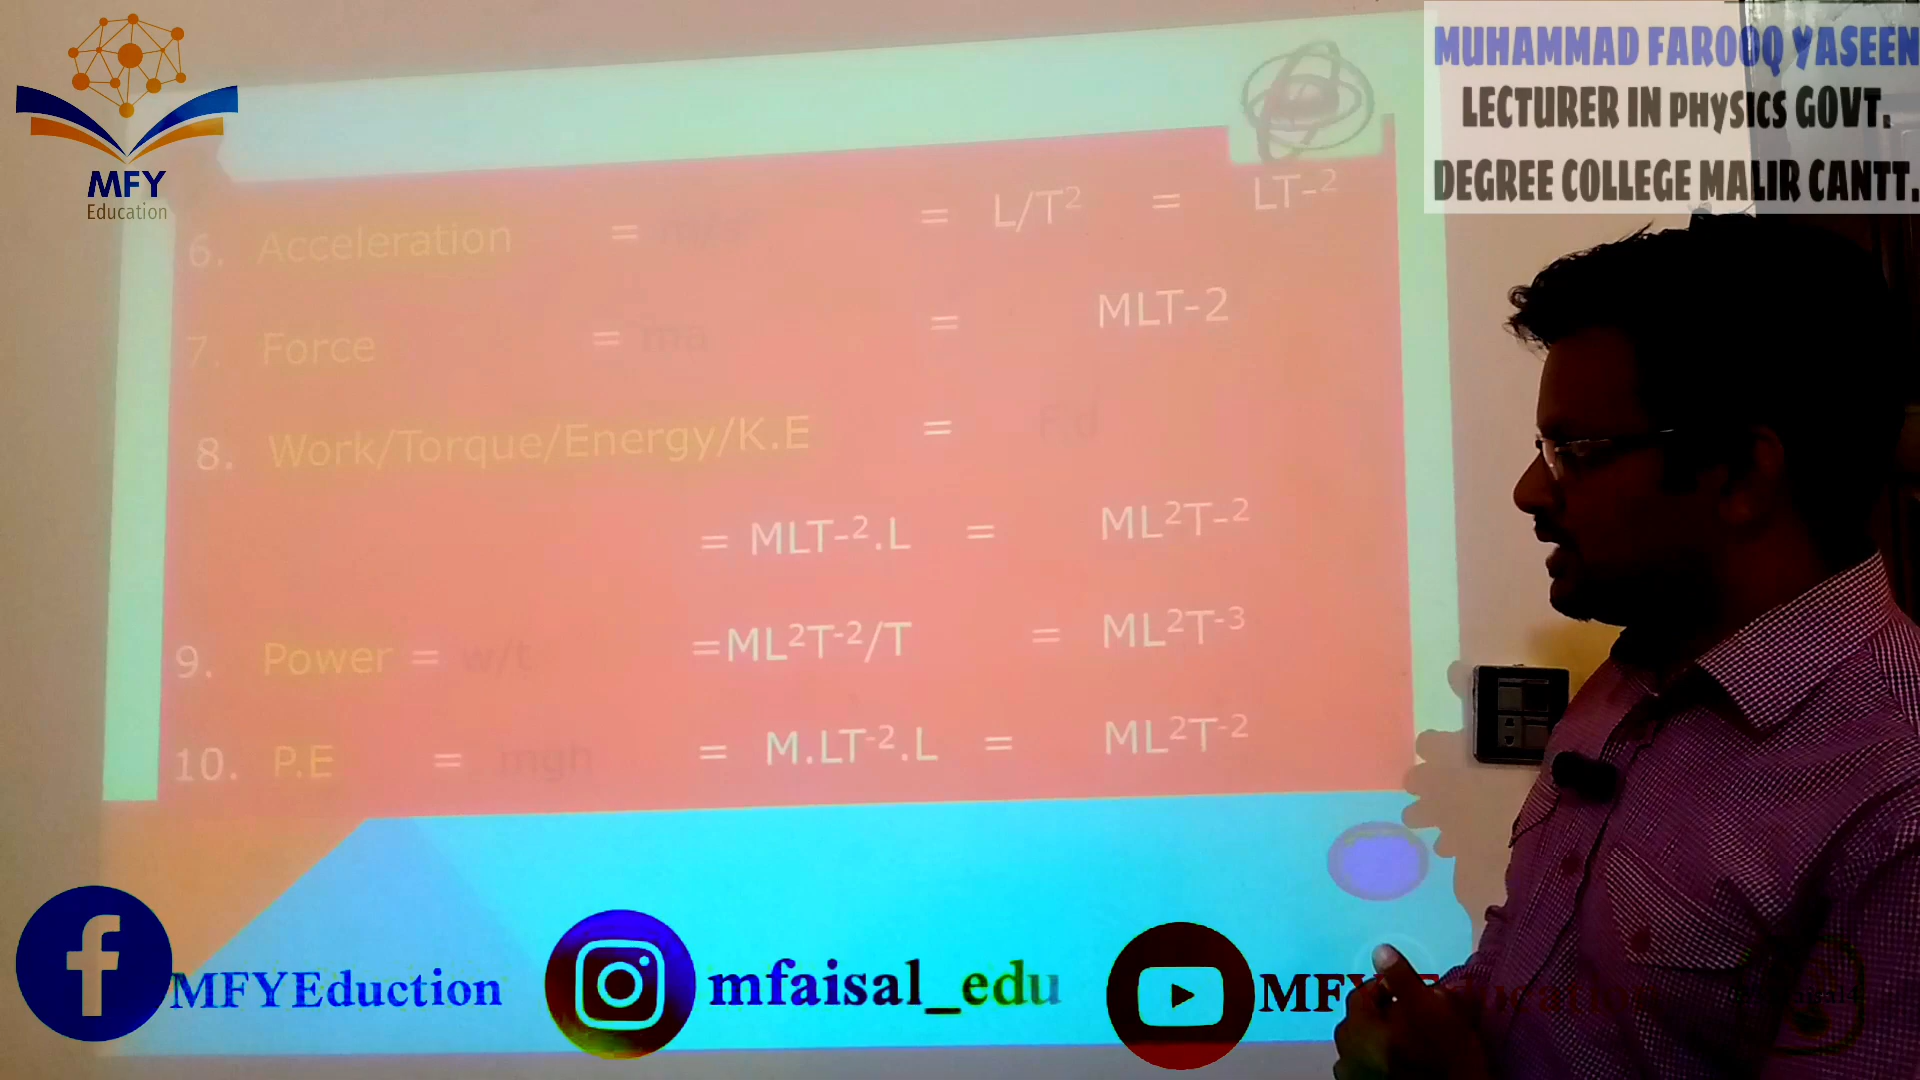 MUHAMMAD FAROOQ YASEEN
LECTURER IN PHYSICS GOVT.
DEGREE COLLEGE MALIR CANTT.
MFY
Education
6. Acceleration = = L/T² = LT-²
7. Force = ma = MLT-2
8. Work/Torque/Energy/K.E = F.d
= MLT-².L = ML²T-²
9. Power = w/t =ML²T-²/T = ML²T-³
10. P.E = mgh = M.LT-².L = ML²T-²
MFYEduction
mfaisal_edu